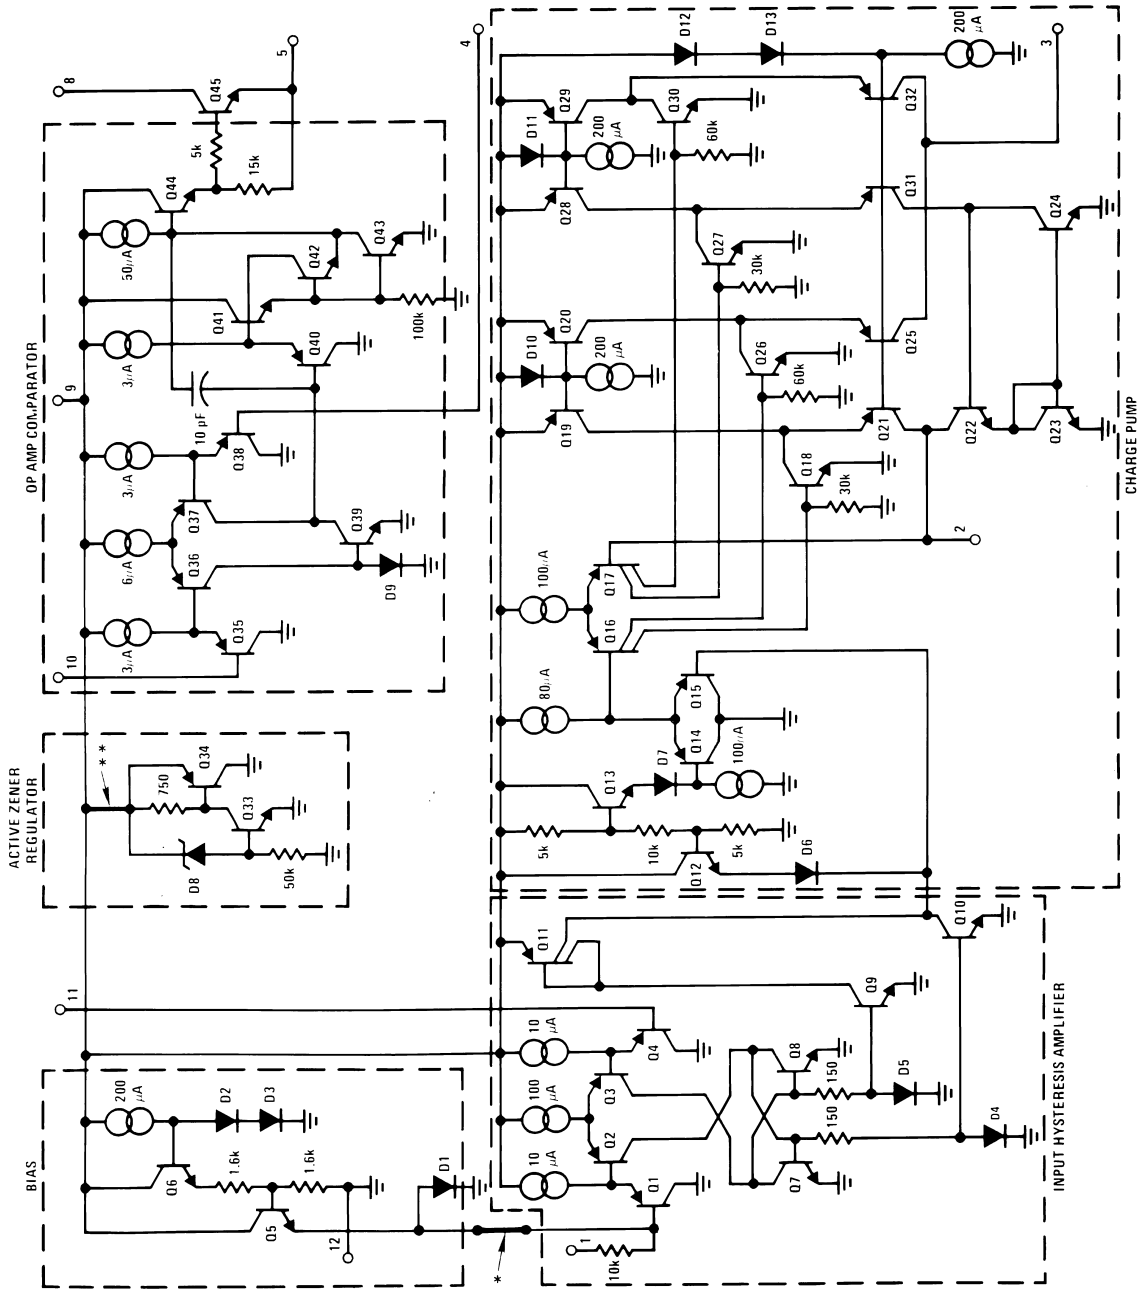 BIAS
200
µA
D2
D3
Q6
1.6k
1.6k
Q5
12
D1
*
11
ACTIVE ZENER
REGULATOR
**
D8
750
Q34
Q33
50k
OP AMP COMPARATOR
10
9
8
5
4
3µA
6µA
3µA
3µA
50µA
Q35
Q36
Q37
Q38
Q39
D9
10 pF
Q40
Q41
Q42
Q43
100k
Q44
5k
15k
Q45
INPUT HYSTERESIS AMPLIFIER
1
10k
10
µA
100
µA
10
µA
Q1
Q2
Q3
Q4
Q7
Q8
150
150
D4
D5
Q9
Q10
Q11
CHARGE PUMP
5k
10k
5k
Q12
D6
Q13
D7
100µA
80µA
Q14
Q15
100µA
Q16
Q17
2
Q18
30k
Q19
D10
Q20
200
µA
Q21
Q22
Q23
Q24
Q25
Q26
60k
Q27
30k
Q28
D11
Q29
200
µA
Q30
60k
Q31
Q32
D12
D13
200
µA
3